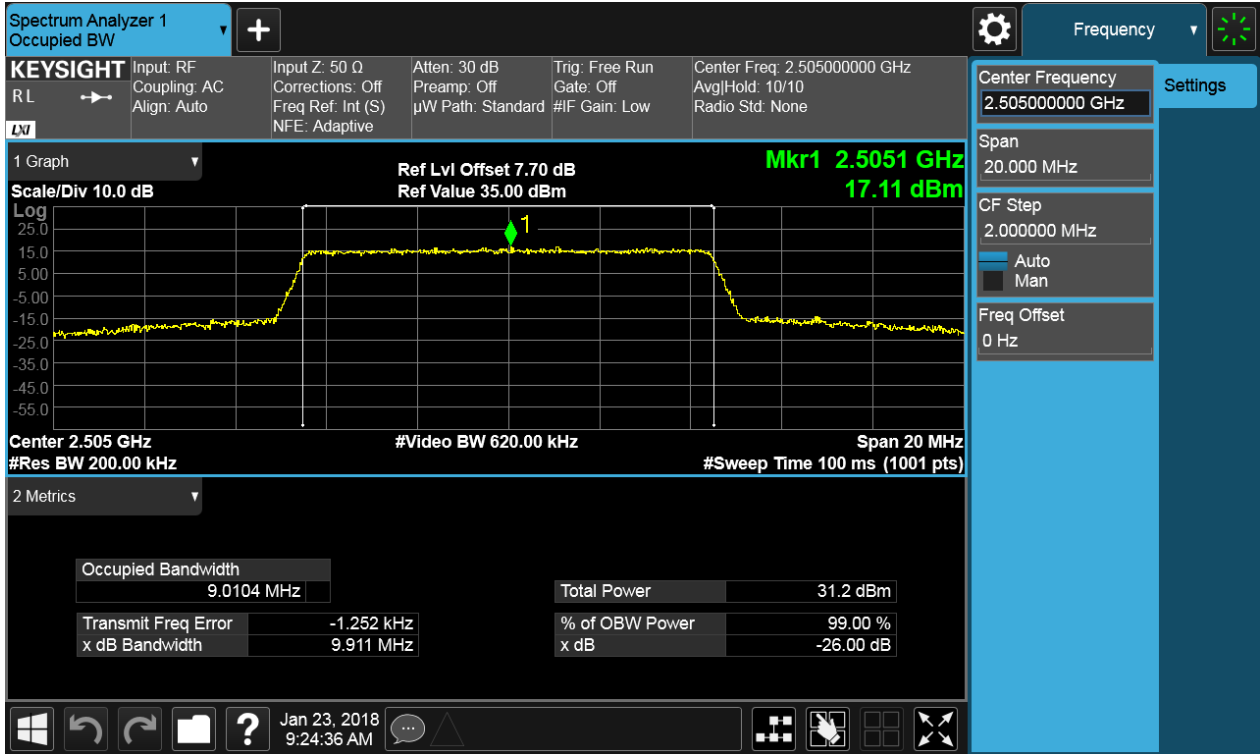 Spectrum Analyzer 1
Occupied BW
Frequency
KEYSIGHT
R L
LXI
Input: RF
Coupling: AC
Align: Auto
Input Z: 50 Ω
Corrections: Off
Freq Ref: Int (S)
NFE: Adaptive
Atten: 30 dB
Preamp: Off
µW Path: Standard
Trig: Free Run
Gate: Off
#IF Gain: Low
Center Freq: 2.505000000 GHz
Avg|Hold: 10/10
Radio Std: None
Center Frequency
2.505000000 GHz
Settings
Span
20.000 MHz
CF Step
2.000000 MHz
Auto
Man
Freq Offset
0 Hz
1 Graph
Scale/Div 10.0 dB
Ref Lvl Offset 7.70 dB
Ref Value 35.00 dBm
Mkr1 2.5051 GHz
17.11 dBm
Log
1
25.0
15.0
5.00
-5.00
-15.0
-25.0
-35.0
-45.0
-55.0
Center 2.505 GHz
#Video BW 620.00 kHz
Span 20 MHz
#Res BW 200.00 kHz
#Sweep Time 100 ms (1001 pts)
2 Metrics
Occupied Bandwidth
9.0104 MHz
Total Power 31.2 dBm
Transmit Freq Error -1.252 kHz
% of OBW Power 99.00 %
x dB Bandwidth 9.911 MHz
x dB -26.00 dB
?
Jan 23, 2018
9:24:36 AM